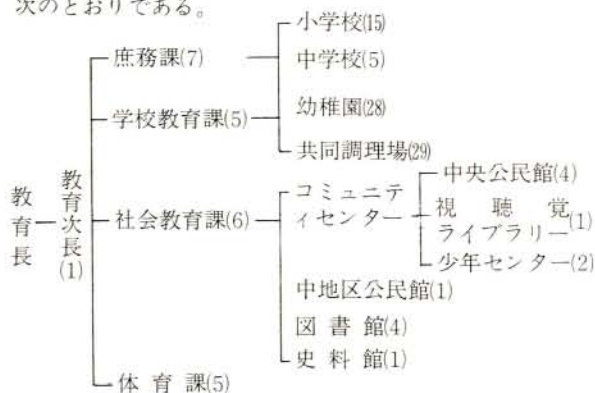 次のとおりである。
教育長
教育次長(1)
庶務課(7)
学校教育課(5)
小学校(15)
中学校(5)
幼稚園(28)
共同調理場(29)
社会教育課(6)
コミュニテ
ィセンター
中央公民館(4)
視聴覚
ライブラリー(1)
少年センター(2)
中地区公民館(1)
図書館(4)
史料館(1)
体育課(5)